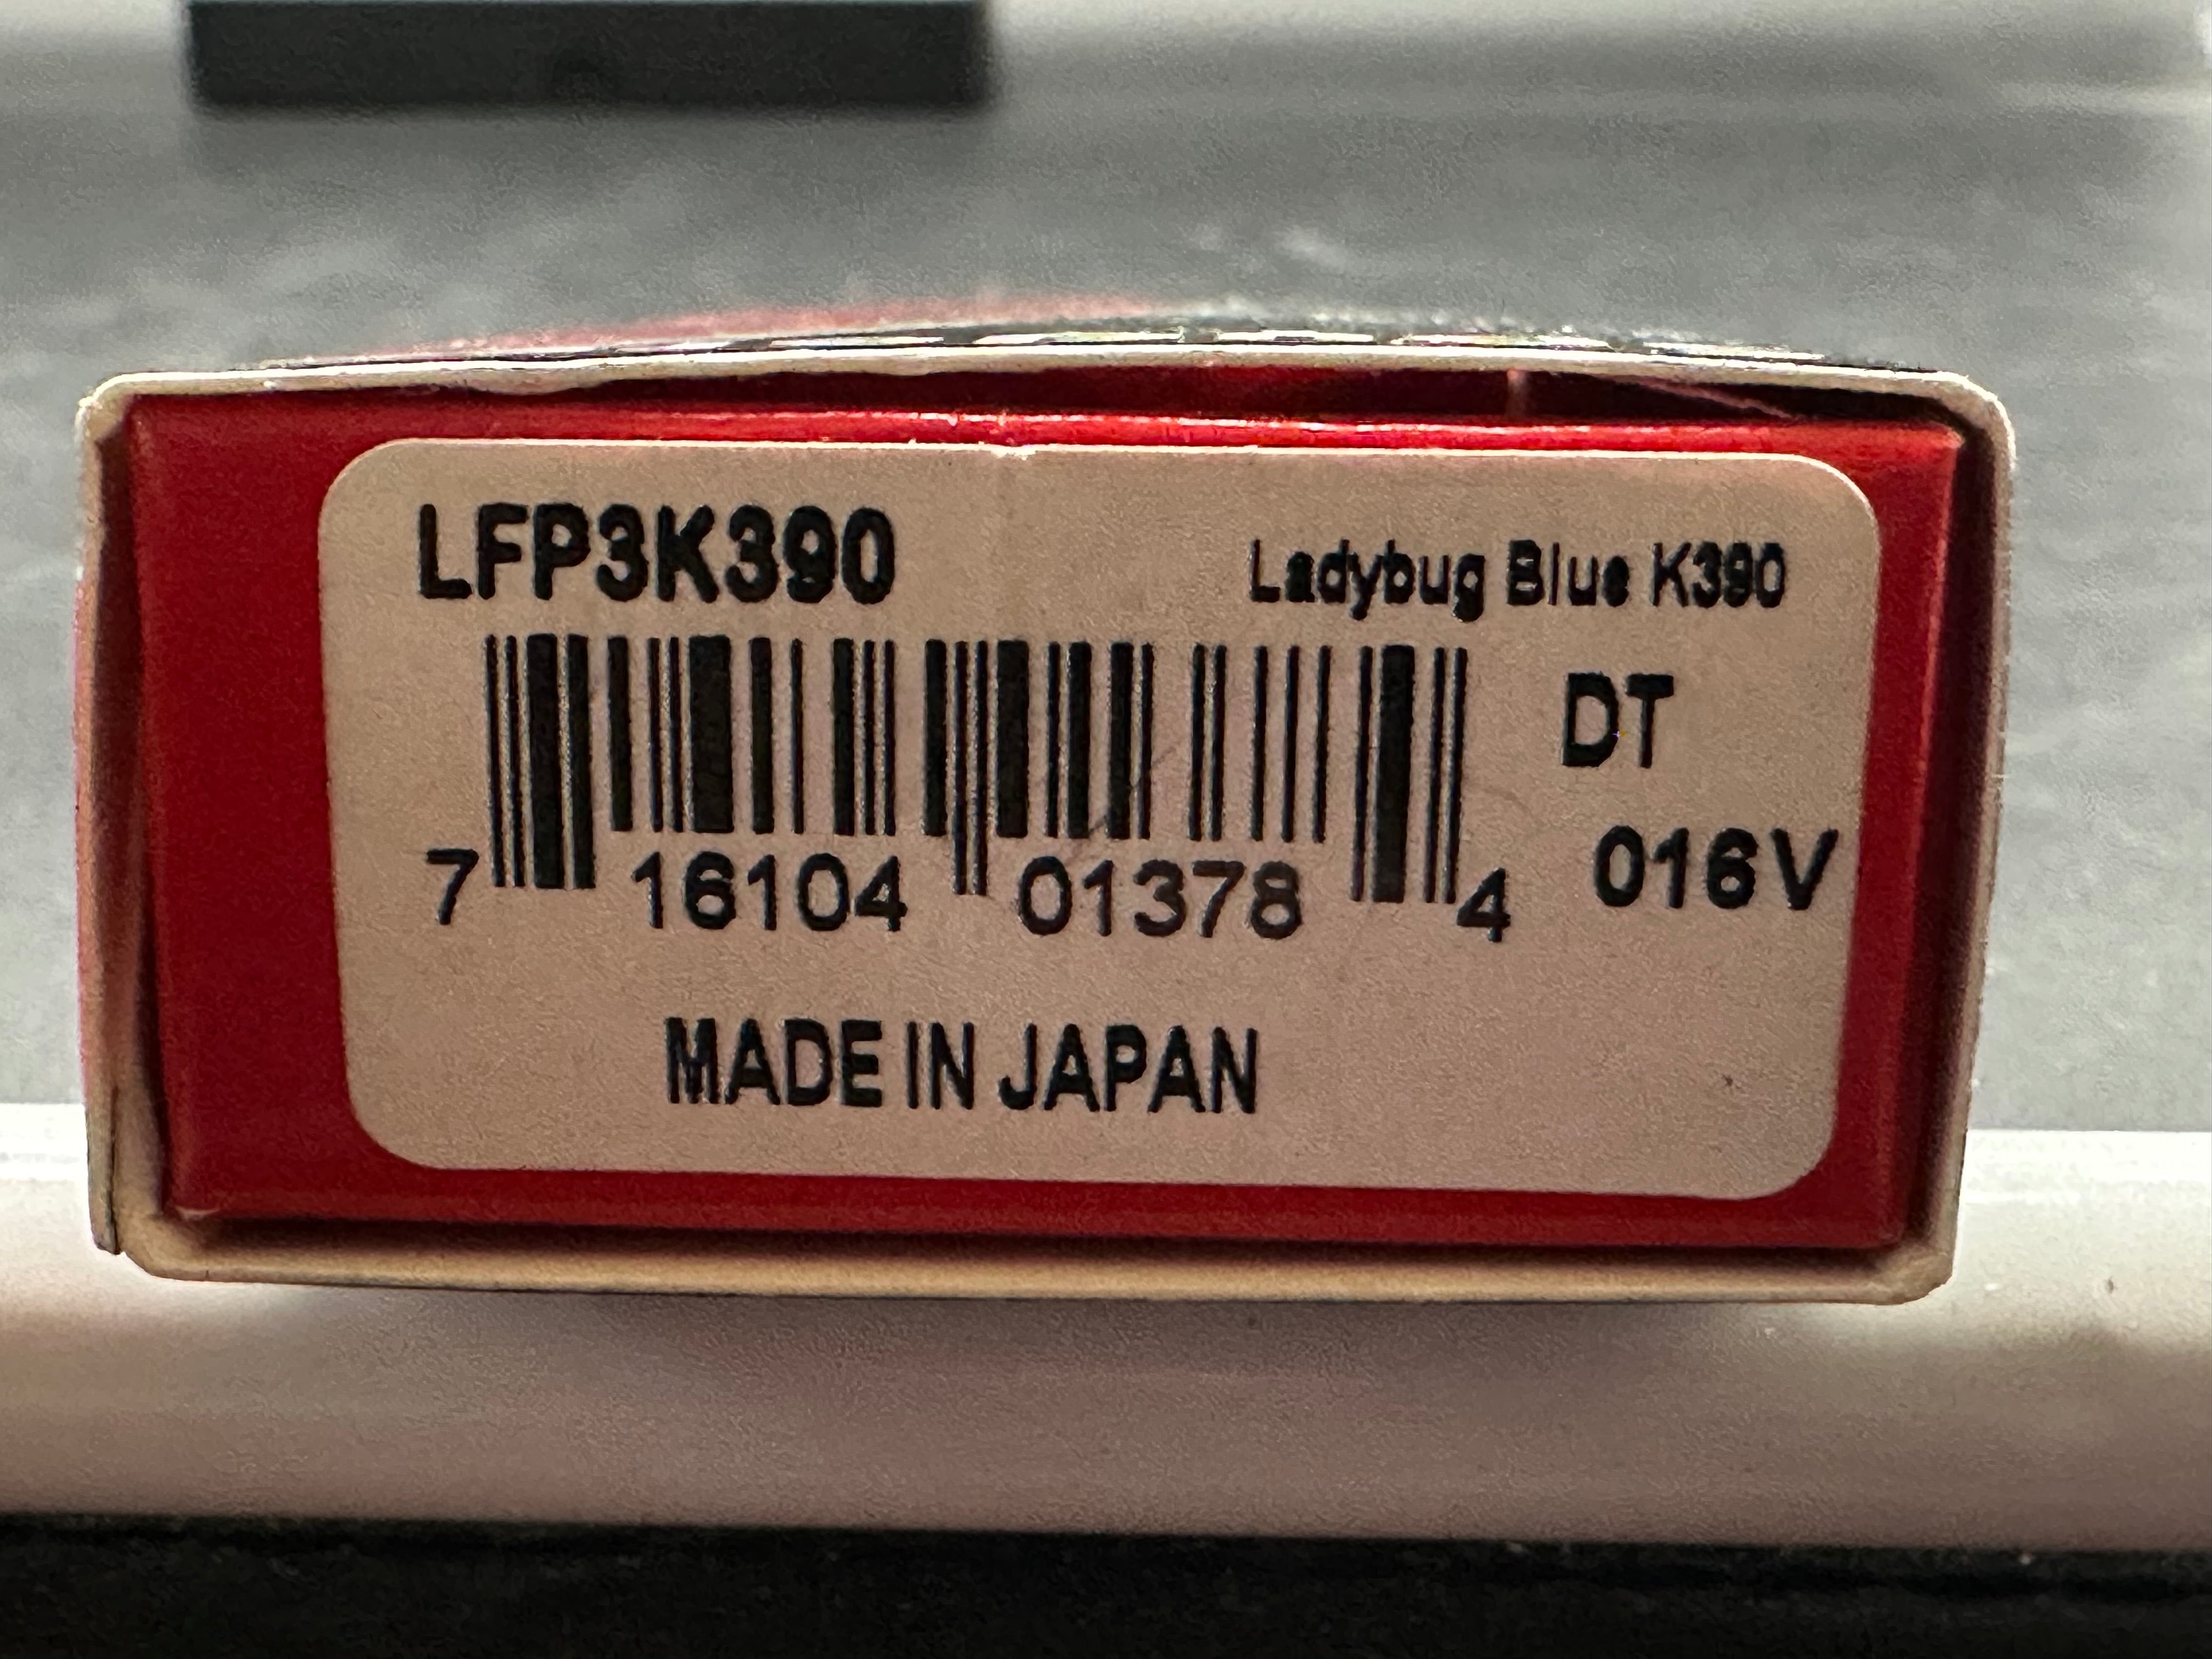 LFP3K390
Ladybug Blue K390
DT
7 16104 01378 4
016V
MADE IN JAPAN